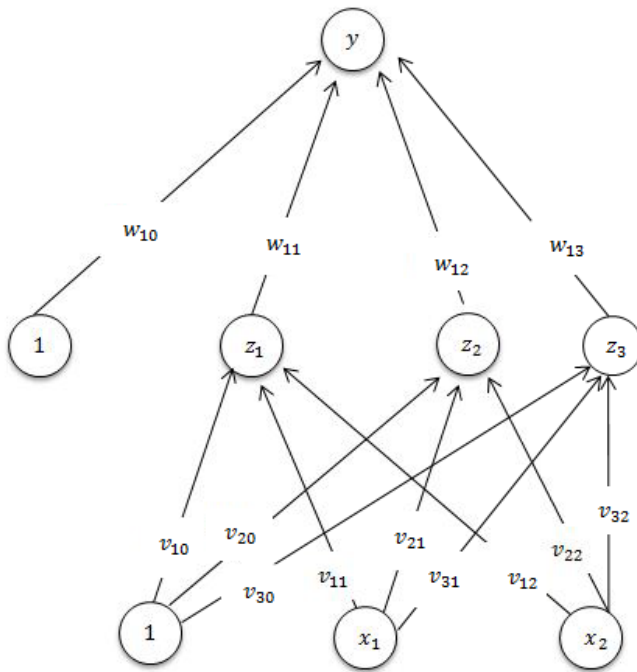 y
w₁₀ w₁₁ w₁₂ w₁₃
1 z₁ z₂ z₃
v₁₀ v₂₀ v₃₀ v₁₁ v₂₁ v₃₁ v₁₂ v₂₂ v₃₂
1 x₁ x₂